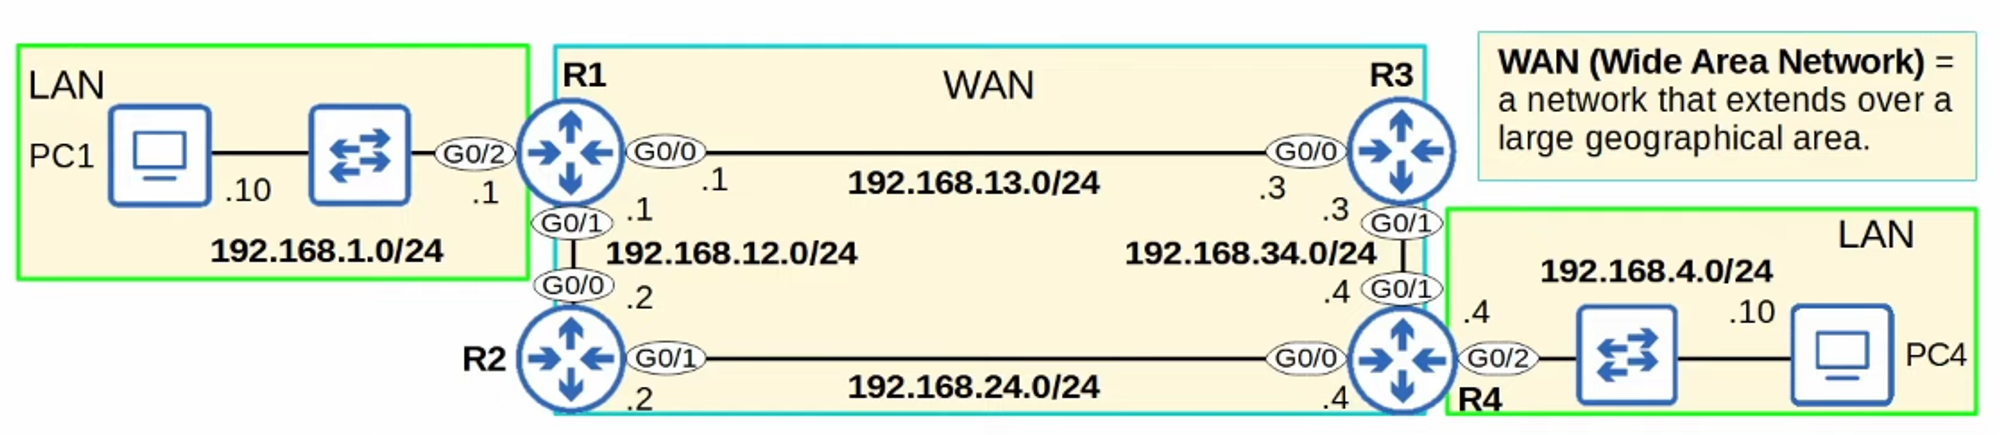 LAN
R1
WAN
R3
WAN (Wide Area Network) =
a network that extends over a
large geographical area.
PC1
G0/2
G0/0
G0/0
.10
.1
.1
192.168.13.0/24
.3
.1
.3
G0/1
G0/1
192.168.1.0/24
192.168.12.0/24
192.168.34.0/24
LAN
192.168.4.0/24
G0/0
.2
.4
G0/1
.4
.10
R2
G0/1
G0/0
G0/2
PC4
192.168.24.0/24
.2
.4
R4